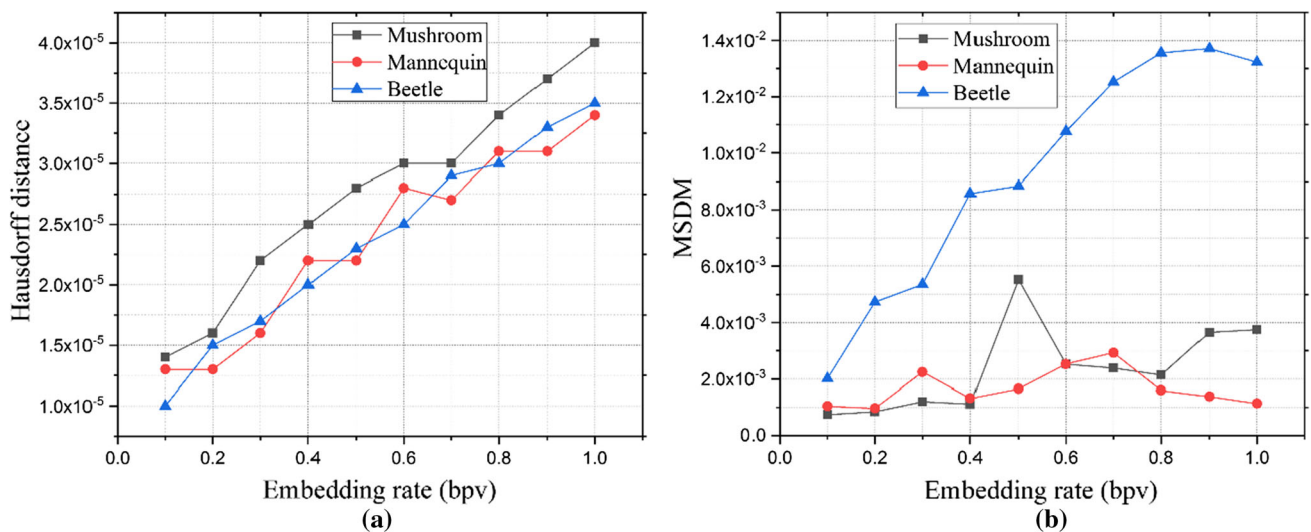 Hausdorff distance
4.0x10-5
3.5x10-5
3.0x10-5
2.5x10-5
2.0x10-5
1.5x10-5
1.0x10-5
Mushroom
Mannequin
Beetle
0.0 0.2 0.4 0.6 0.8 1.0
Embedding rate (bpv)
(a)
MSDM
1.4x10-2
1.2x10-2
1.0x10-2
8.0x10-3
6.0x10-3
4.0x10-3
2.0x10-3
0.0
Mushroom
Mannequin
Beetle
0.0 0.2 0.4 0.6 0.8 1.0
Embedding rate (bpv)
(b)